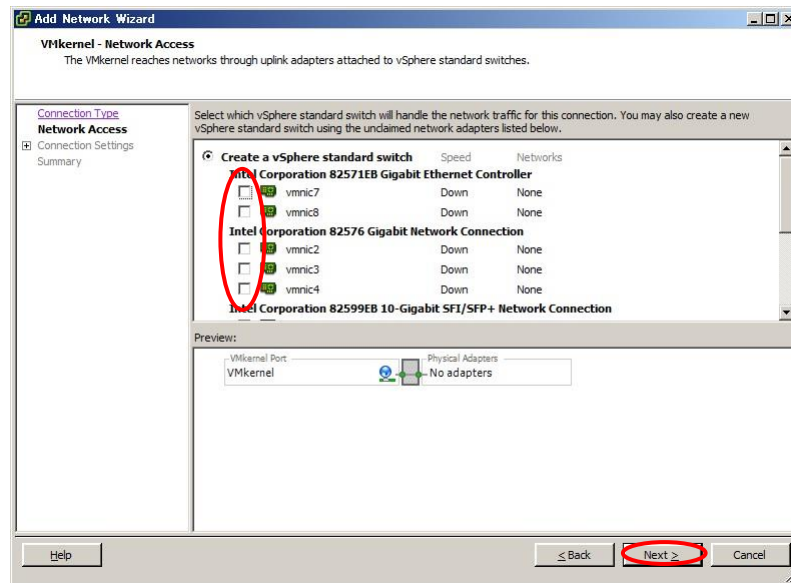 Add Network Wizard
VMkernel - Network Access
The VMkernel reaches networks through uplink adapters attached to vSphere standard switches.
Connection Type
Network Access
Connection Settings
Summary
Select which vSphere standard switch will handle the network traffic for this connection. You may also create a new
vSphere standard switch using the unclaimed network adapters listed below.
Create a vSphere standard switch Speed Networks
Intel Corporation 82571EB Gigabit Ethernet Controller
vmnic7 Down None
vmnic8 Down None
Intel Corporation 82576 Gigabit Network Connection
vmnic2 Down None
vmnic3 Down None
vmnic4 Down None
Intel Corporation 82599EB 10-Gigabit SFI/SFP+ Network Connection
Preview:
VMkernel Port Physical Adapters
VMkernel No adapters
Help ≤ Back Next ≥ Cancel